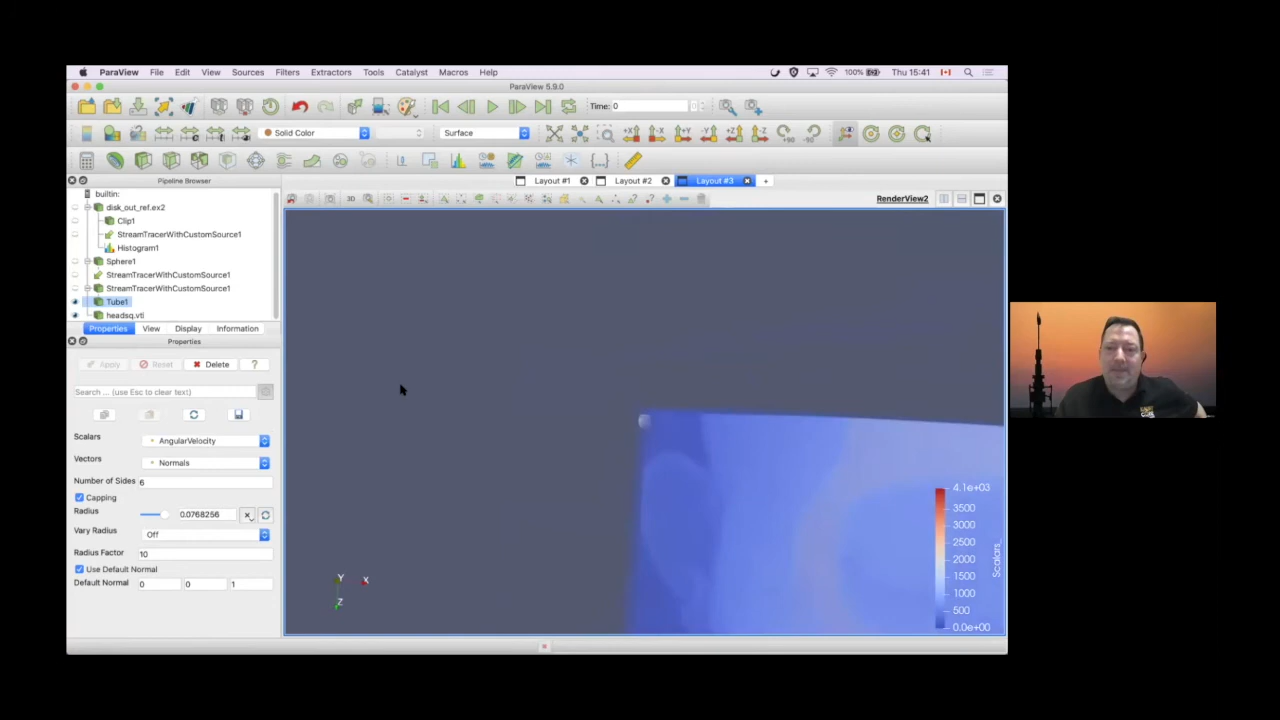 ParaView File Edit View Sources Filters Extractors Tools Catalyst Macros Help 100% Thu 15:41
ParaView 5.9.0
Time: 0
Solid Color Surface +X -X +Y -Y +Z -Z +90 -90
Pipeline Browser Layout #1 Layout #2 Layout #3 +
builtin: 3D RenderView2
disk_out_ref.ex2
Clip1
StreamTracerWithCustomSource1
Histogram1
Sphere1
StreamTracerWithCustomSource1
StreamTracerWithCustomSource1
Tube1
headsq.vti
Properties View Display Information
Properties
Apply Reset Delete ?
Search ... (use Esc to clear text)
Scalars AngularVelocity
Vectors Normals
Number of Sides 6
Capping
Radius 0.0768256
Vary Radius Off
Radius Factor 10
Use Default Normal
Default Normal 0 0 1
Y X
Z
4.1e+03
3500
3000
2500
2000
1500
1000
500
0.0e+00
Scalars_